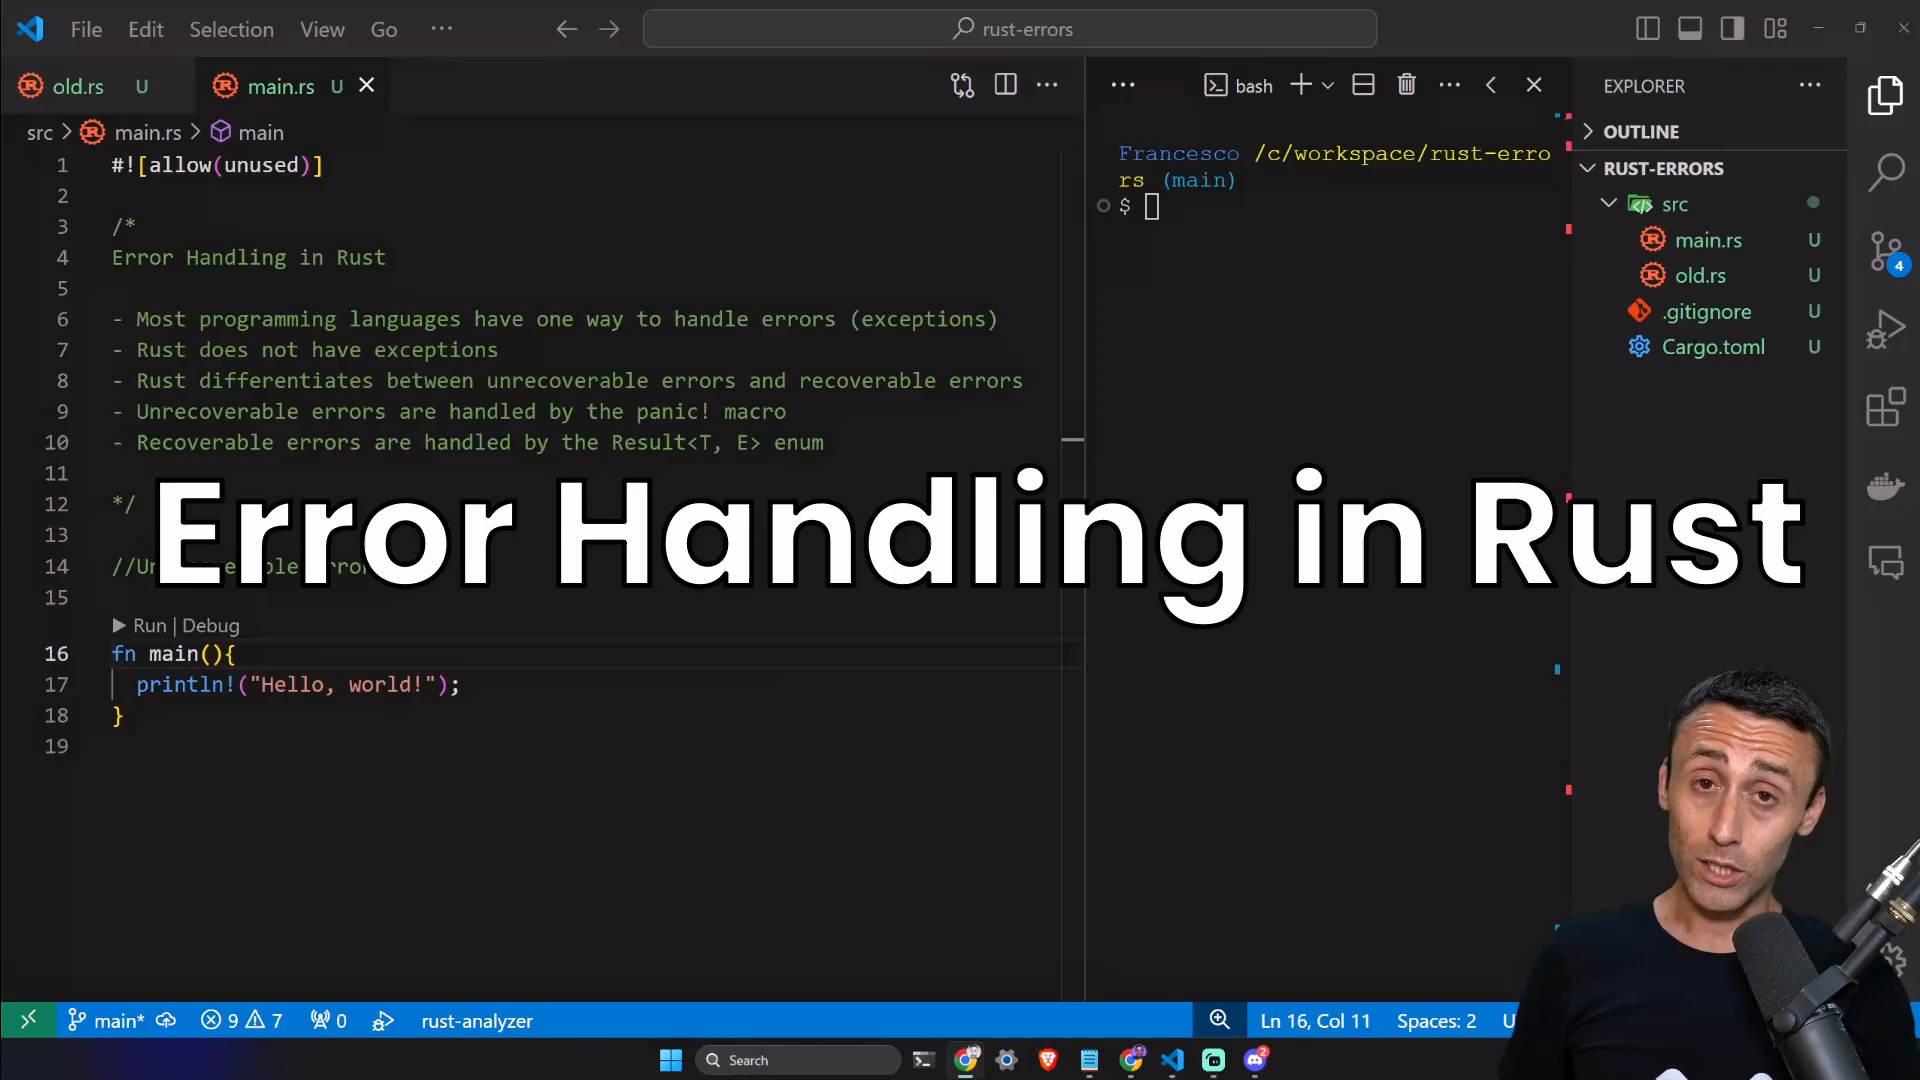 File Edit Selection View Go ···
rust-errors
old.rs U
main.rs U
src > main.rs > main
1 #![allow(unused)]
2
3 /*
4 Error Handling in Rust
5
6 - Most programming languages have one way to handle errors (exceptions)
7 - Rust does not have exceptions
8 - Rust differentiates between unrecoverable errors and recoverable errors
9 - Unrecoverable errors are handled by the panic! macro
10 - Recoverable errors are handled by the Result<T, E> enum
11
12 */
13
14
15
Run | Debug
16 fn main(){
17 println!("Hello, world!");
18 }
19
Error Handling in Rust
bash
Francesco /c/workspace/rust-erro
rs (main)
$
EXPLORER
OUTLINE
RUST-ERRORS
src
main.rs U
old.rs U
.gitignore U
Cargo.toml U
4
main* 9 7 0 rust-analyzer
Ln 16, Col 11 Spaces: 2
Search
2